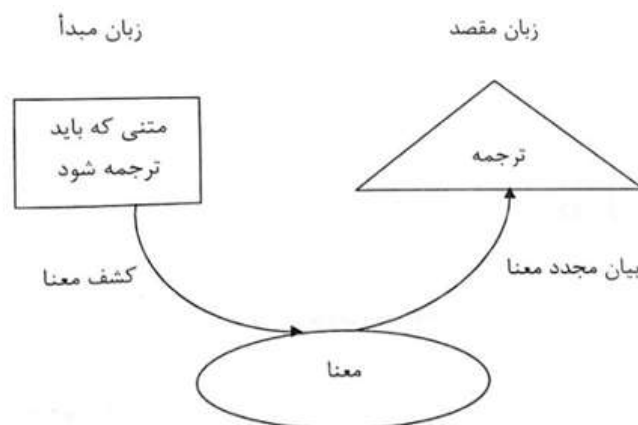 زبان مبدأ
زبان مقصد
متنی که باید
ترجمه شود
ترجمه
کشف معنا
بیان مجدد معنا
معنا